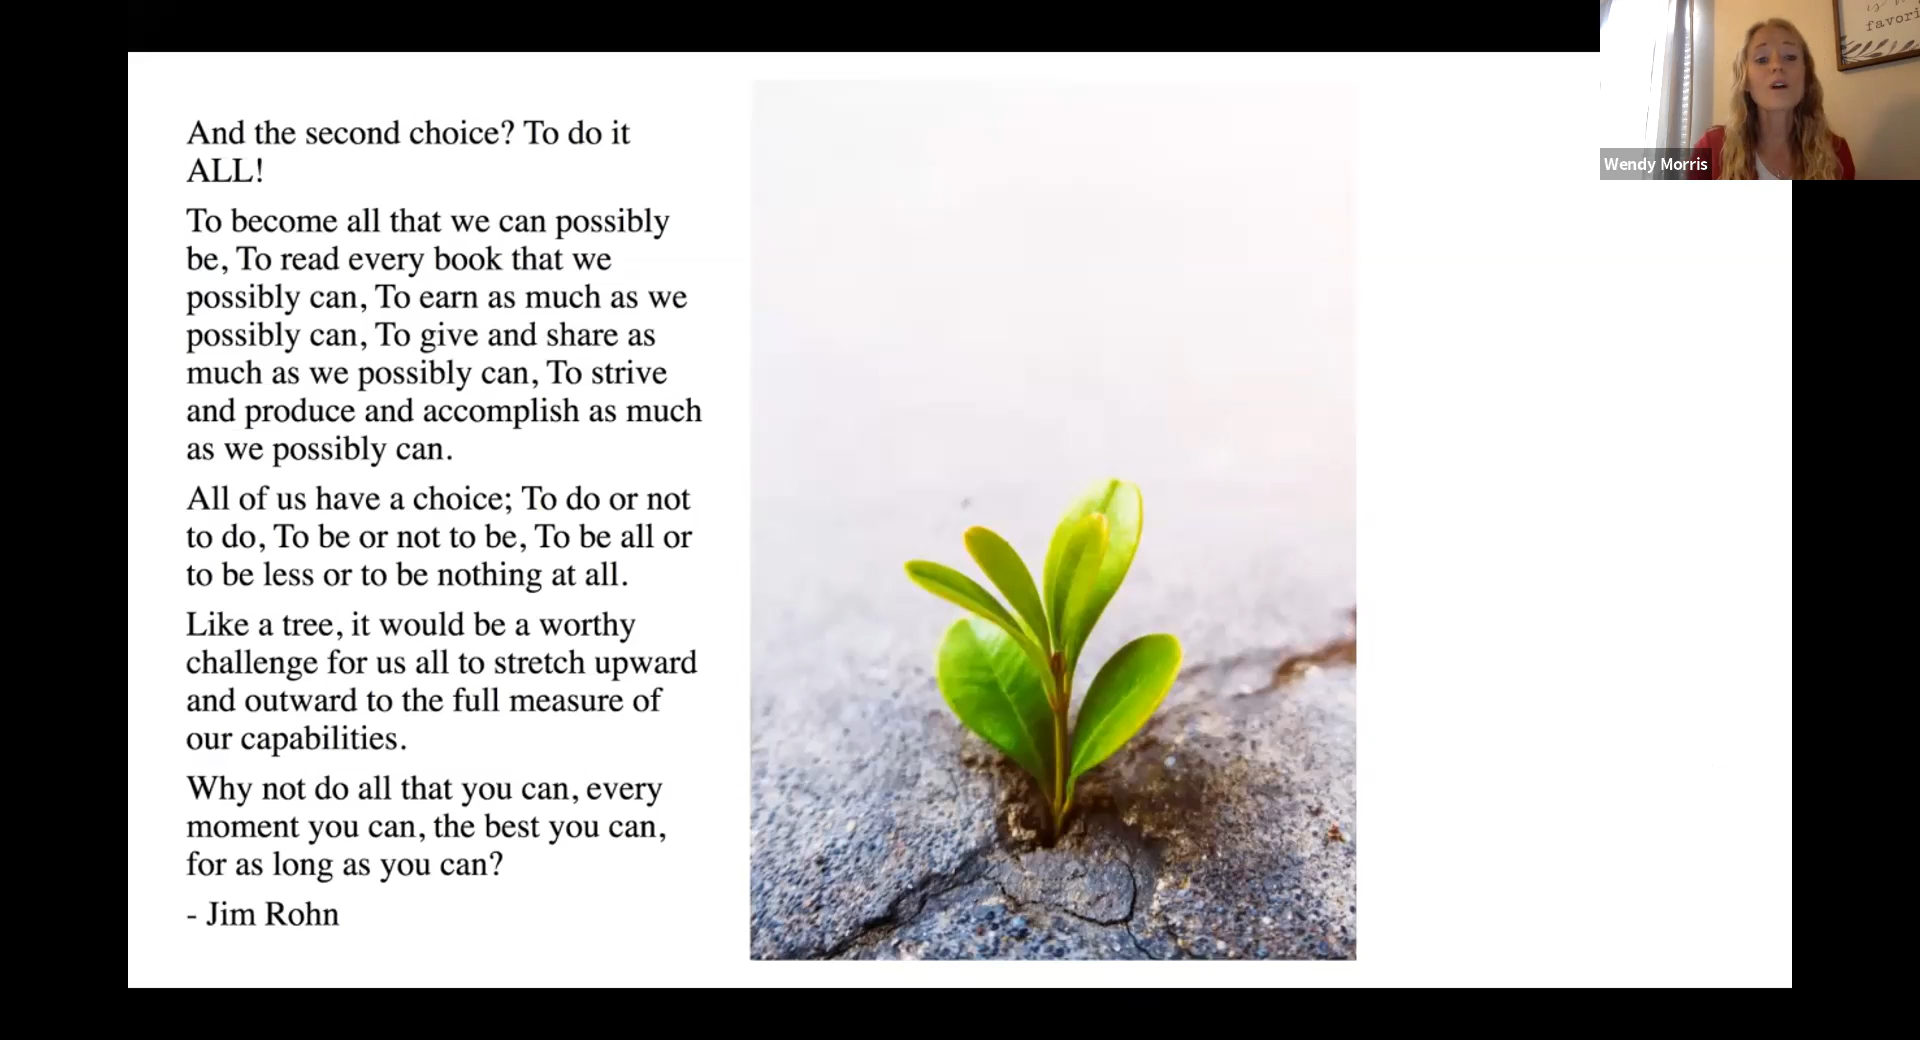 And the second choice? To do it
ALL!
To become all that we can possibly
be, To read every book that we
possibly can, To earn as much as we
possibly can, To give and share as
much as we possibly can, To strive
and produce and accomplish as much
as we possibly can.
All of us have a choice; To do or not
to do, To be or not to be, To be all or
to be less or to be nothing at all.
Like a tree, it would be a worthy
challenge for us all to stretch upward
and outward to the full measure of
our capabilities.
Why not do all that you can, every
moment you can, the best you can,
for as long as you can?
- Jim Rohn
favori
Wendy Morris